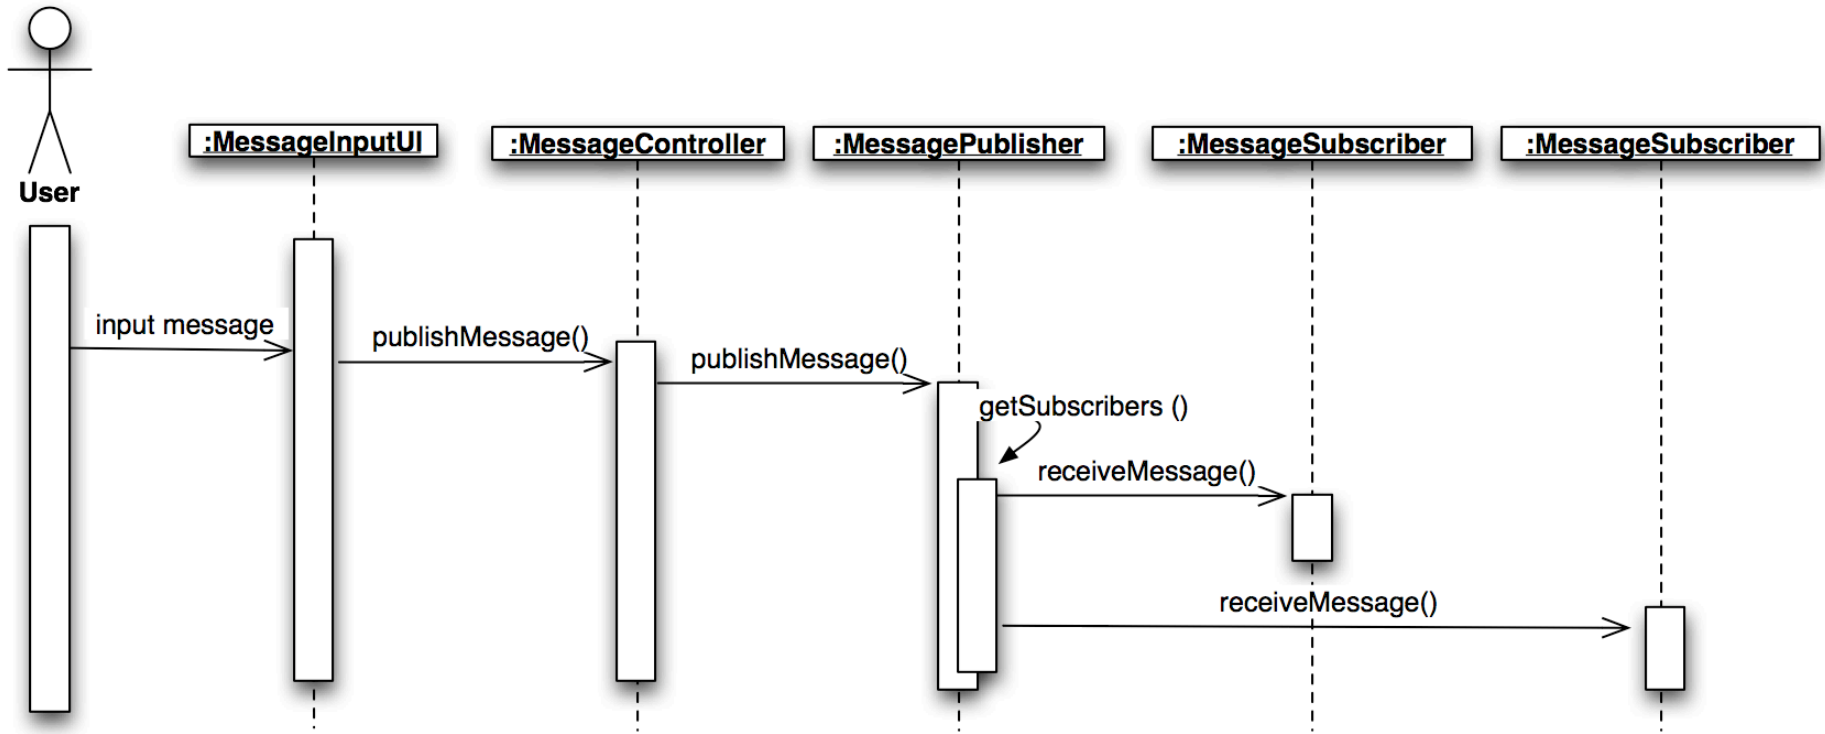 :MessageInputUI
:MessageController
:MessagePublisher
:MessageSubscriber
:MessageSubscriber
User
input message
publishMessage()
publishMessage()
getSubscribers ()
receiveMessage()
receiveMessage()